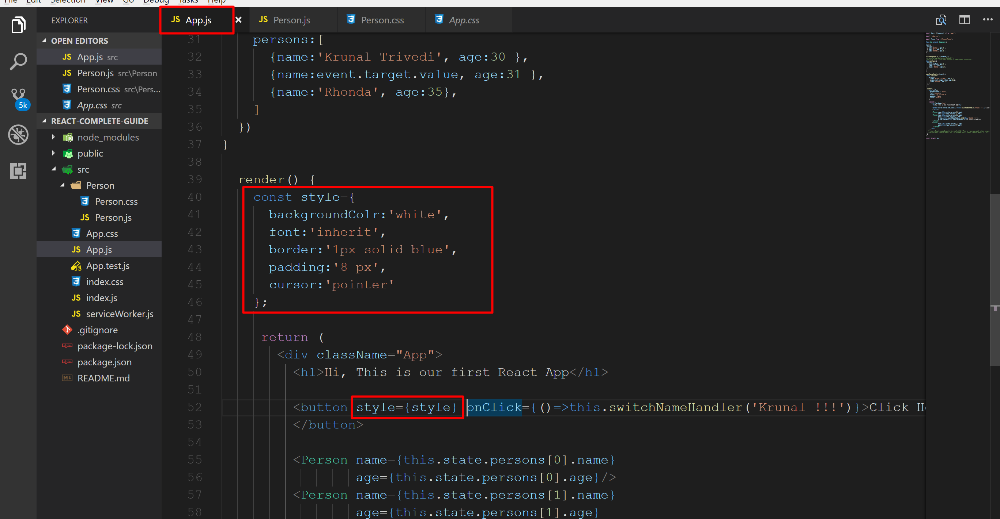 File Edit Selection View Go Debug Tasks Help
EXPLORER
JS App.js
JS Person.js
Person.css
App.css
OPEN EDITORS
JS App.js src
JS Person.js src\Person
Person.css src\Pers...
App.css src
5k
REACT-COMPLETE-GUIDE
node_modules
public
src
Person
Person.css
JS Person.js
App.css
JS App.js
App.test.js
index.css
JS index.js
JS serviceWorker.js
.gitignore
package-lock.json
package.json
README.md
31 persons:[
32 {name:'Krunal Trivedi', age:30 },
33 {name:event.target.value, age:31 },
34 {name:'Rhonda', age:35},
35 ]
36 })
37 }
38
39 render() {
40 const style={
41 backgroundColr:'white',
42 font:'inherit',
43 border:'1px solid blue',
44 padding:'8 px',
45 cursor:'pointer'
46 };
47
48 return (
49 <div className="App">
50 <h1>Hi, This is our first React App</h1>
51
52 <button style={style} onClick={()=>this.switchNameHandler('Krunal !!!')}>Click
53 </button>
54
55 <Person name={this.state.persons[0].name}
56 age={this.state.persons[0].age}/>
57 <Person name={this.state.persons[1].name}
58 age={this.state.persons[1].age}